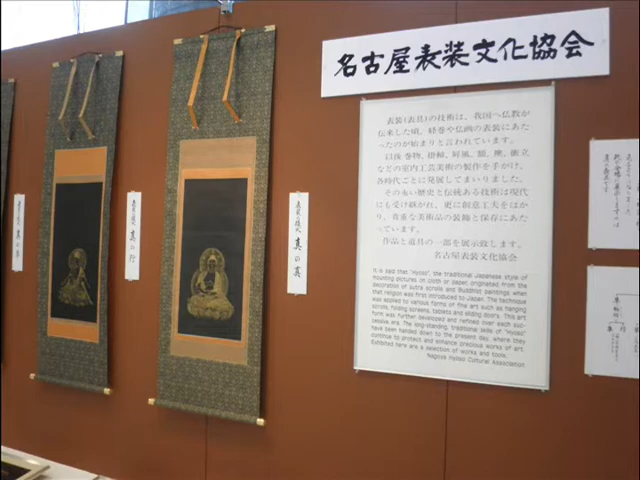 名古屋表装文化協会
表装(表具)の技術は、我国へ仏教が
伝来した頃、経巻や仏画の表装にあた
ったのが始まりと言われています。
以後巻物、掛軸、屏風、額、襖、衝立
などの室内工芸美術の製作を手がけ、
各時代ごとに発展してまいりました。
その永い歴史と伝統ある技術は現代
にも受け継がれ、更に創意工夫をはか
り、貴重な美術品の装飾と保存にあた
っています。
作品と道具の一部を展示致します。
名古屋表装文化協会
It is said that "Hyoso", the traditional Japanese style of
mounting pictures on cloth or paper, originated from the
decoration of sutra scrolls and Buddhist paintings when
that religion was first introduced to Japan. The technique
was applied to various forms of fine art such as hanging
scrolls, folding screens, tablets and sliding doors. This art
form was further developed and refined over each suc-
cessive era. The long-standing, traditional skills of "Hyoso"
have been handed down to the present day, where they
continue to protect and enhance precious works of art.
Exhibited here are a selection of works and tools.
Nagoya Hyoso Cultural Association
真の真
真の行
真の草